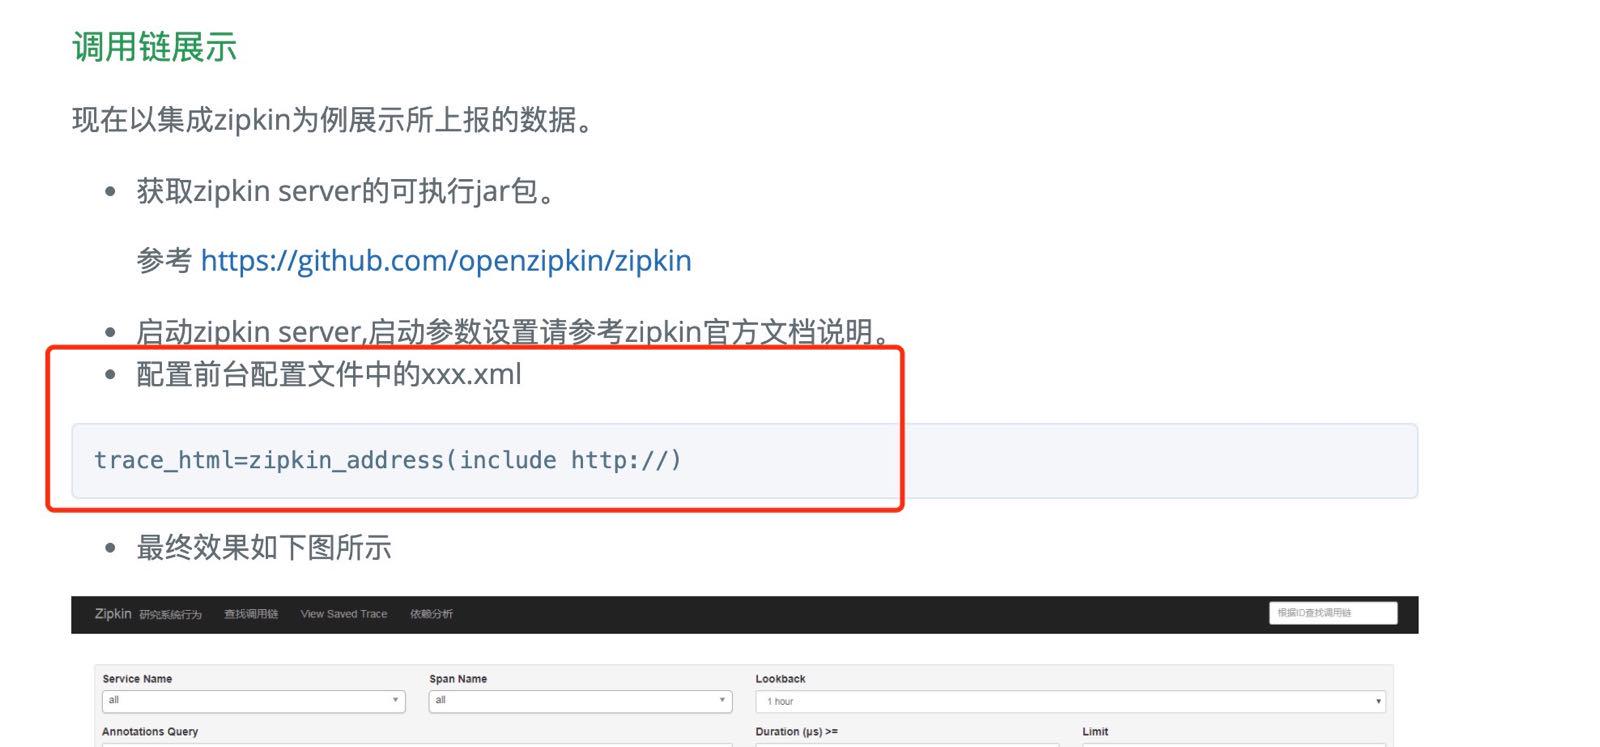 调用链展示
现在以集成zipkin为例展示所上报的数据。
获取zipkin server的可执行jar包。
参考 https://github.com/openzipkin/zipkin
启动zipkin server,启动参数设置请参考zipkin官方文档说明。
配置前台配置文件中的xxx.xml
trace_html=zipkin_address(include http://)
最终效果如下图所示
Zipkin 研究系统行为 查找调用链 View Saved Trace 依赖分析 根据ID查找调用链
Service Name Span Name Lookback
all all 1 hour
Annotations Query Duration (μs) >= Limit